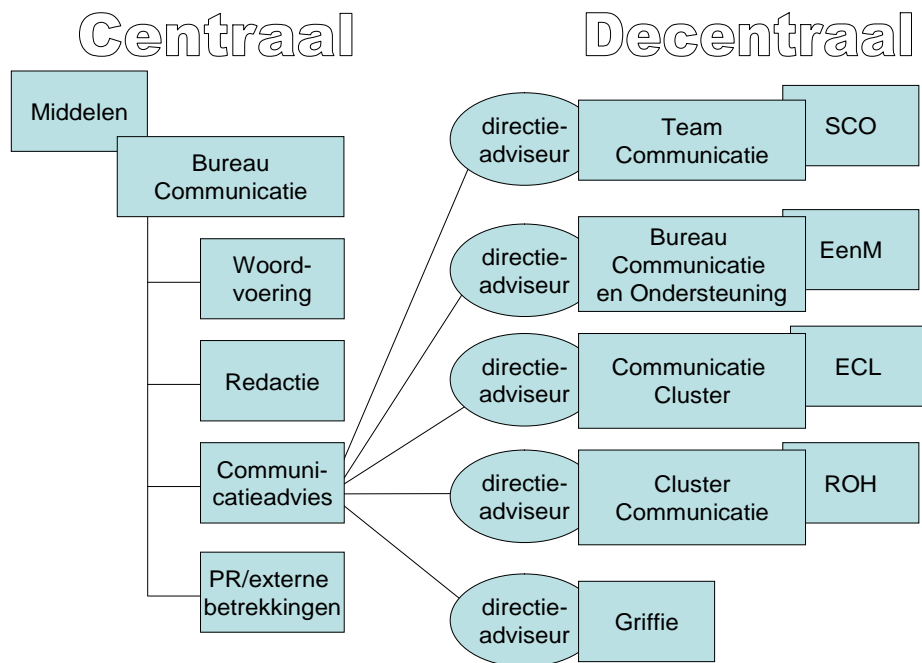 Centraal
Decentraal
Middelen
Bureau
Communicatie
Woord-
voering
Redactie
Communi-
catieadvies
PR/externe
betrekkingen
directie-
adviseur
Team
Communicatie
SCO
directie-
adviseur
Bureau
Communicatie
en Ondersteuning
EenM
directie-
adviseur
Communicatie
Cluster
ECL
directie-
adviseur
Cluster
Communicatie
ROH
directie-
adviseur
Griffie